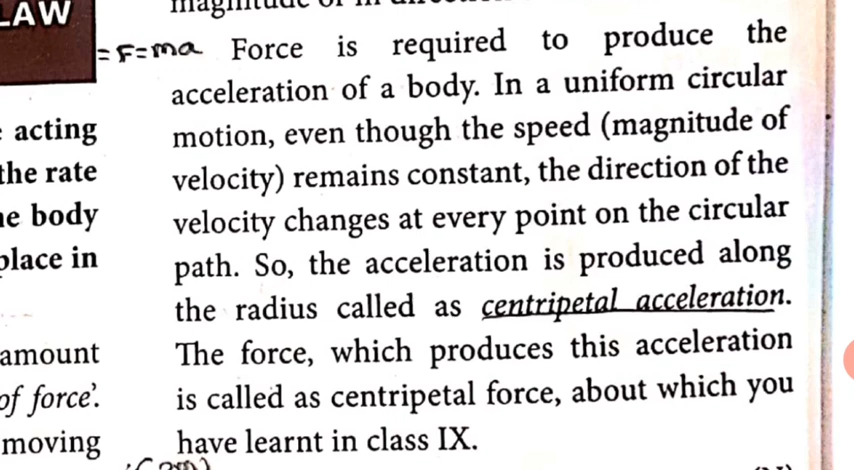 LAW
acting
the rate
body
place in
amount
of force'.
moving
=F=ma Force is required to produce the
acceleration of a body. In a uniform circular
motion, even though the speed (magnitude of
velocity) remains constant, the direction of the
velocity changes at every point on the circular
path. So, the acceleration is produced along
the radius called as centripetal acceleration.
The force, which produces this acceleration
is called as centripetal force, about which you
have learnt in class IX.